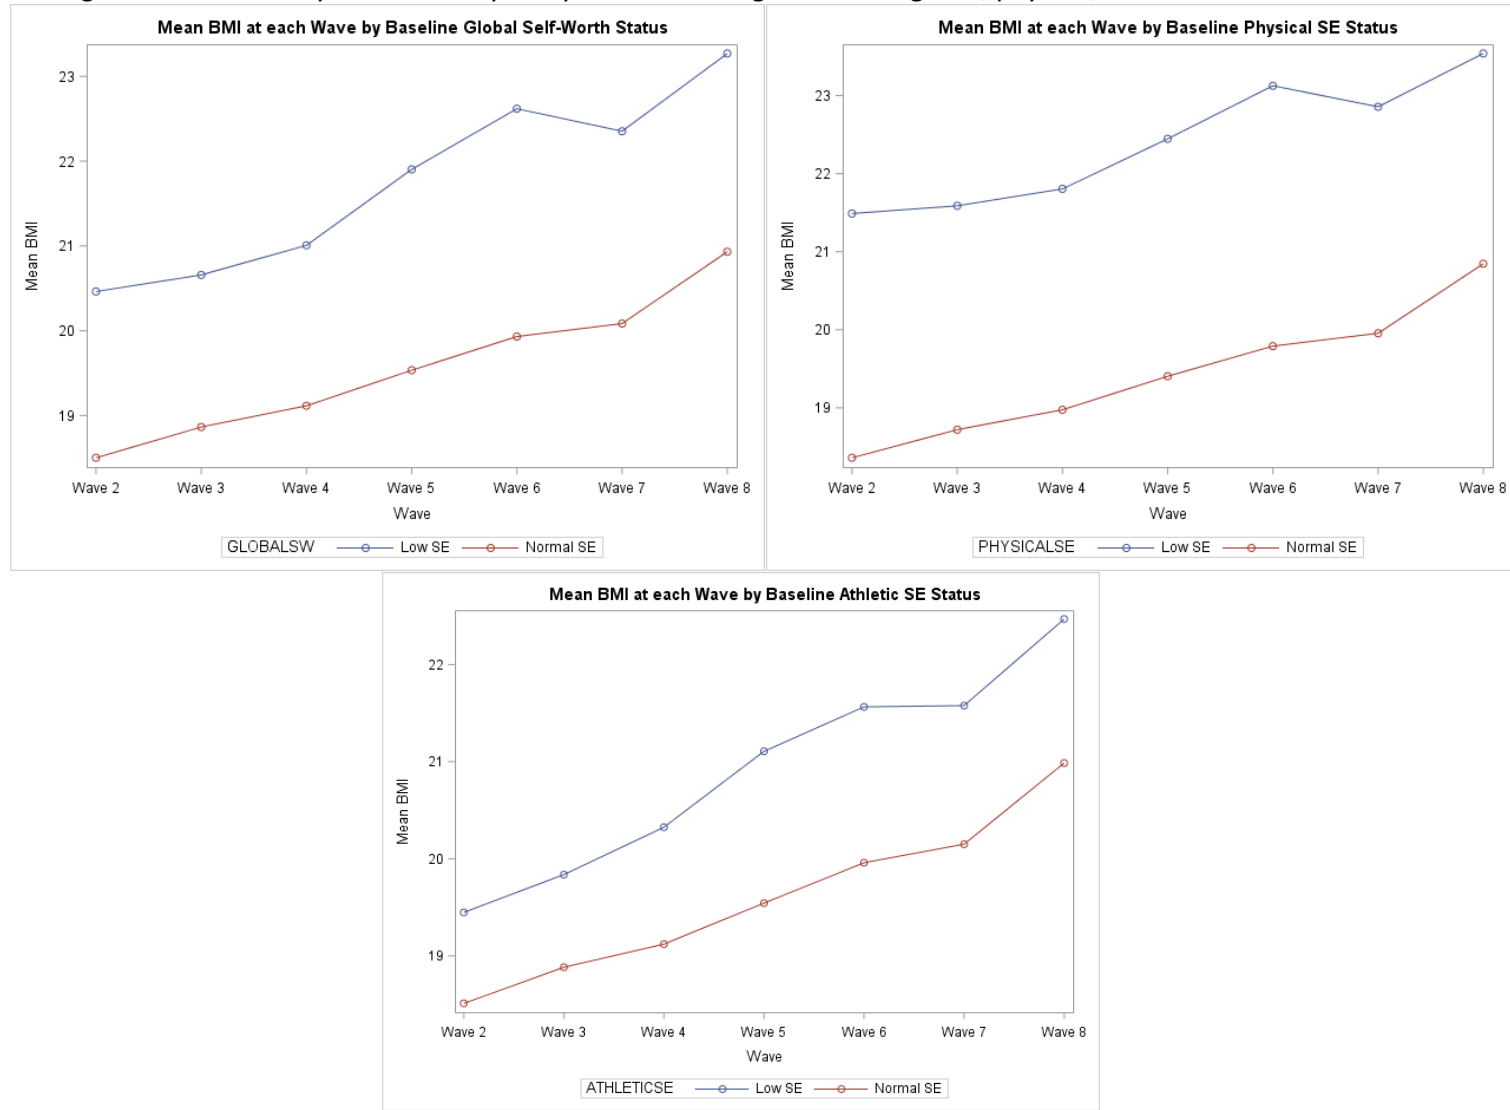 Mean BMI at each Wave by Baseline Global Self-Worth Status
23
22
21
20
19
Mean BMI
Wave 2 Wave 3 Wave 4 Wave 5 Wave 6 Wave 7 Wave 8
Wave
GLOBALSW Low SE Normal SE
Mean BMI at each Wave by Baseline Physical SE Status
23
22
21
20
19
Mean BMI
Wave 2 Wave 3 Wave 4 Wave 5 Wave 6 Wave 7 Wave 8
Wave
PHYSICALSE Low SE Normal SE
Mean BMI at each Wave by Baseline Athletic SE Status
22
21
20
19
Mean BMI
Wave 2 Wave 3 Wave 4 Wave 5 Wave 6 Wave 7 Wave 8
Wave
ATHLETICSE Low SE Normal SE